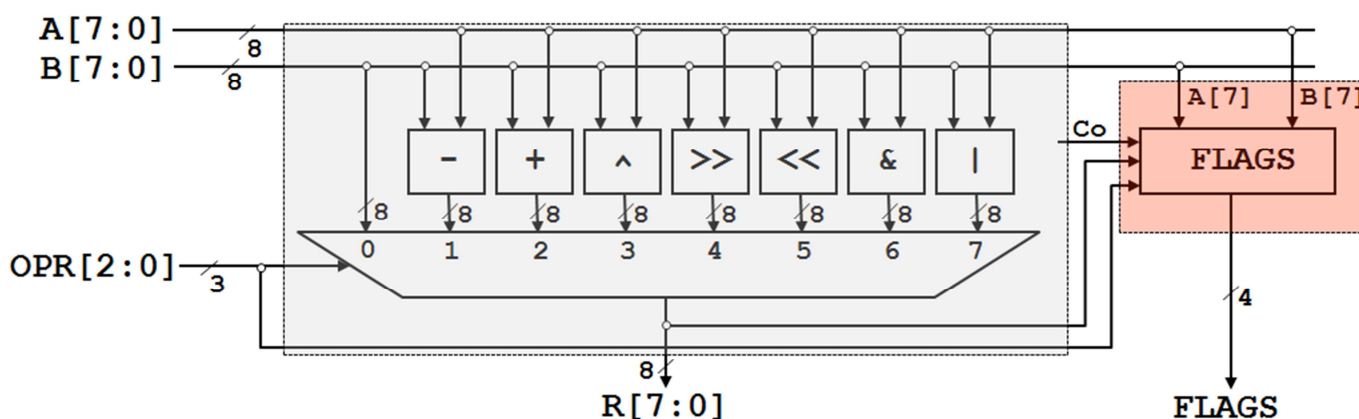 A[7:0]
8
B[7:0]
8
A[7] B[7]
Co
- + ^ >> << & |
FLAGS
8 8 8 8 8 8 8 8
0 1 2 3 4 5 6 7
OPR[2:0]
3
4
8
R[7:0]
FLAGS